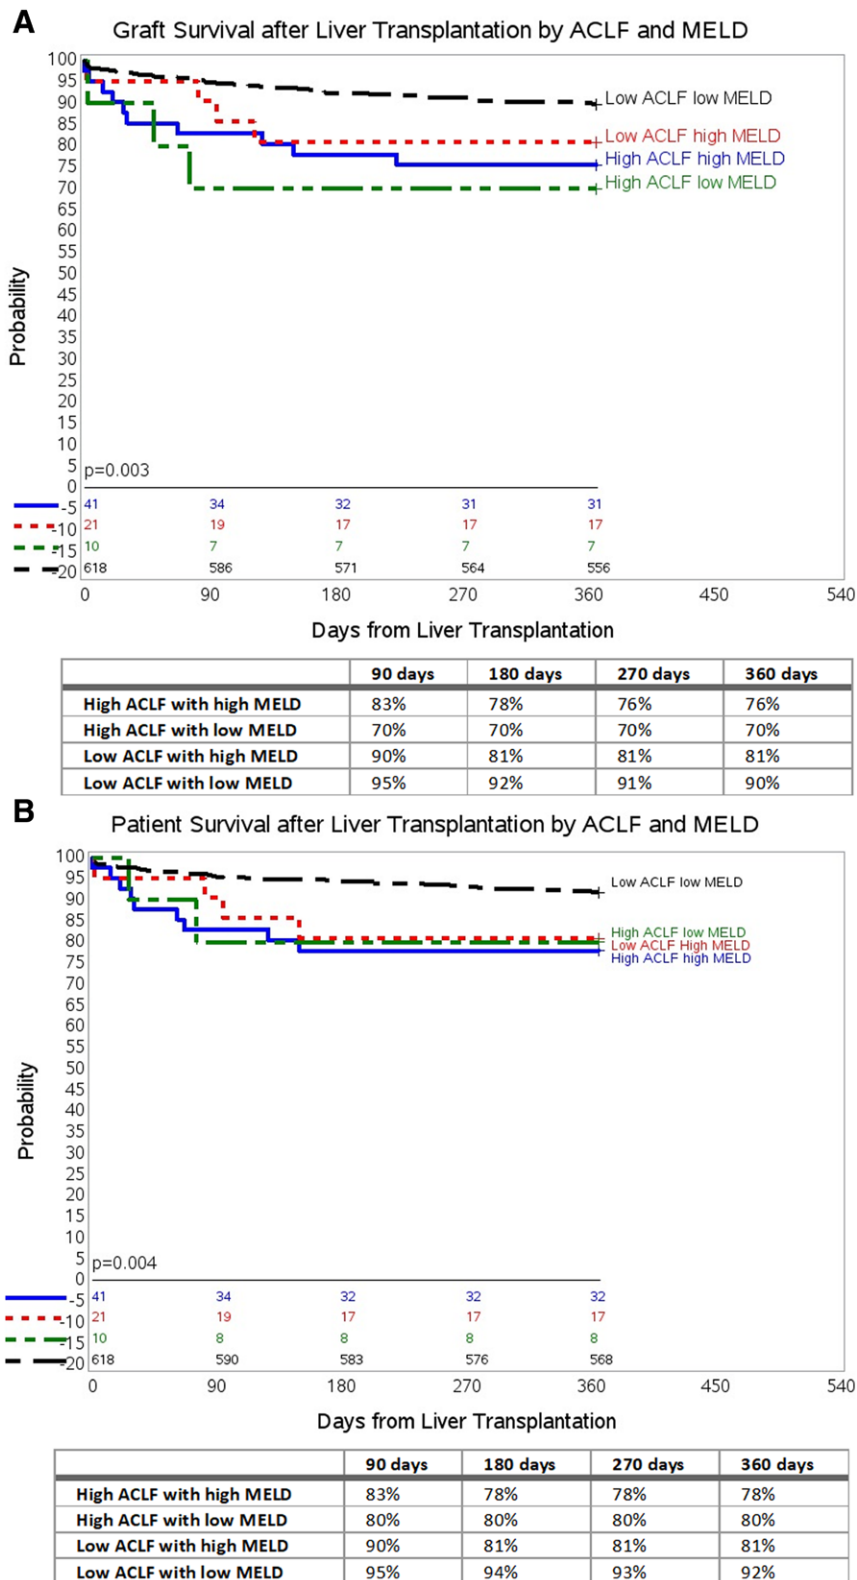 A
Graft Survival after Liver Transplantation by ACLF and MELD
100
95
90
85
80
75
70
65
60
55
50
45
40
35
30
25
20
15
10
5
0
-5
-10
-15
-20
Probability
Low ACLF low MELD
Low ACLF high MELD
High ACLF high MELD
High ACLF low MELD
p=0.003
41 34 32 31 31
21 19 17 17 17
10 7 7 7 7
618 586 571 564 556
0 90 180 270 360 450 540
Days from Liver Transplantation
90 days 180 days 270 days 360 days
High ACLF with high MELD 83% 78% 76% 76%
High ACLF with low MELD 70% 70% 70% 70%
Low ACLF with high MELD 90% 81% 81% 81%
Low ACLF with low MELD 95% 92% 91% 90%
B
Patient Survival after Liver Transplantation by ACLF and MELD
100
95
90
85
80
75
70
65
60
55
50
45
40
35
30
25
20
15
10
5
0
-5
-10
-15
-20
Probability
Low ACLF low MELD
High ACLF low MELD
Low ACLF High MELD
High ACLF high MELD
p=0.004
41 34 32 32 32
21 19 17 17 17
10 8 8 8 8
618 590 583 576 568
0 90 180 270 360 450 540
Days from Liver Transplantation
90 days 180 days 270 days 360 days
High ACLF with high MELD 83% 78% 78% 78%
High ACLF with low MELD 80% 80% 80% 80%
Low ACLF with high MELD 90% 81% 81% 81%
Low ACLF with low MELD 95% 94% 93% 92%